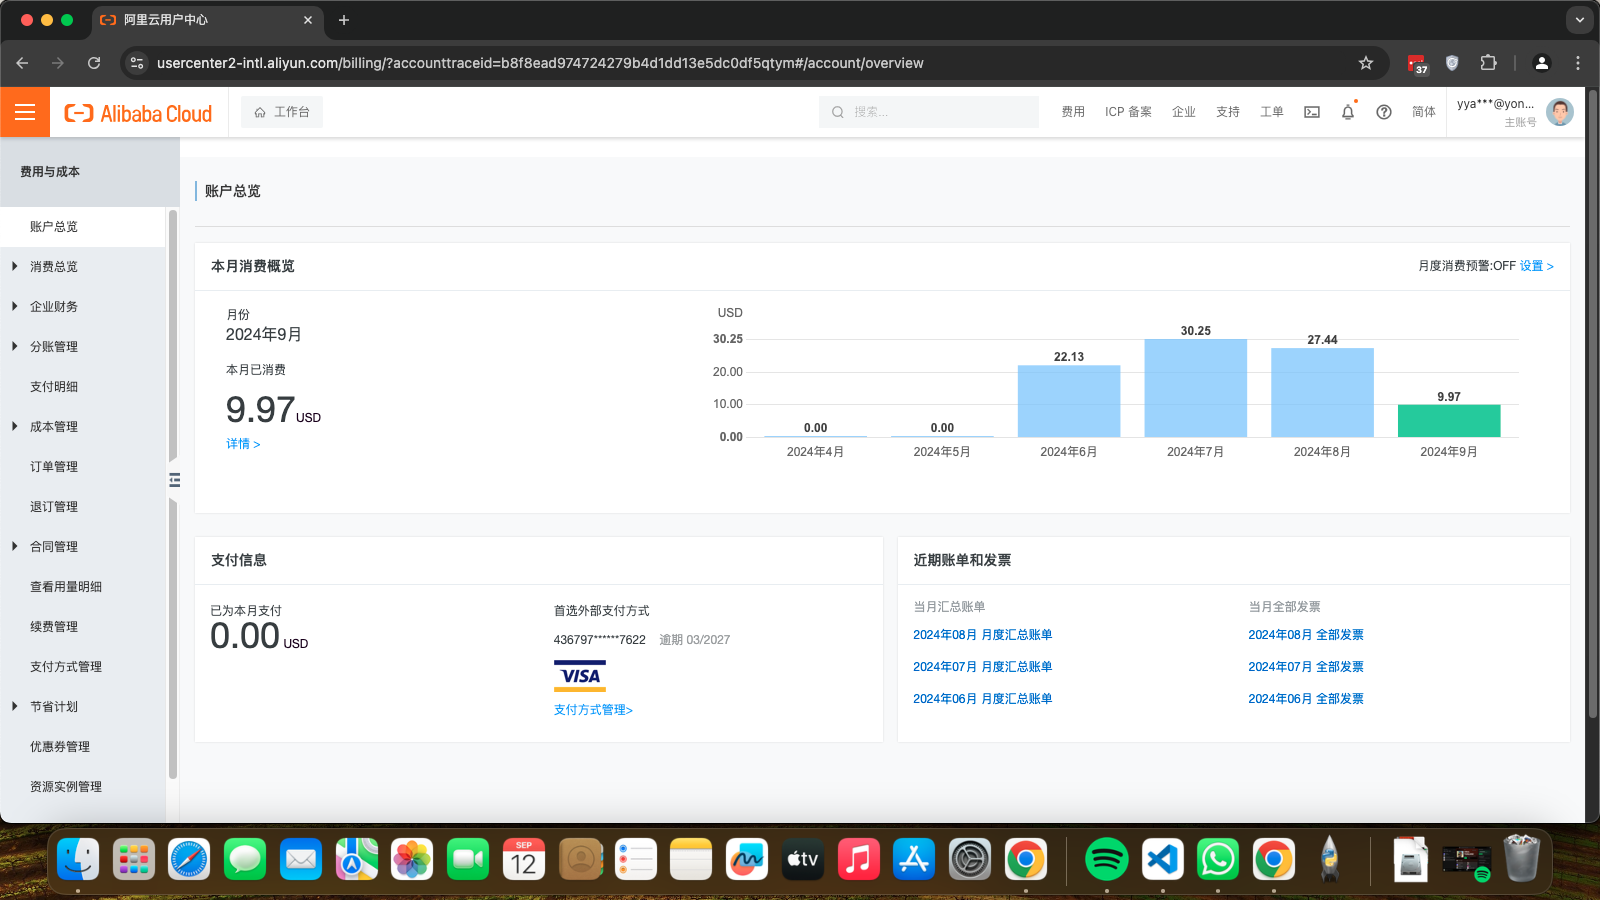 阿里云用户中心
usercenter2-intl.aliyun.com/billing/?accounttraceid=b8f8ead974724279b4d1dd13e5dc0df5qtym#/account/overview
37
Alibaba Cloud
工作台
搜索...
费用
ICP 备案
企业
支持
工单
简体
yya***@yon...
主账号
费用与成本
账户总览
消费总览
企业财务
分账管理
支付明细
成本管理
订单管理
退订管理
合同管理
查看用量明细
续费管理
支付方式管理
节省计划
优惠券管理
资源实例管理
账户总览
本月消费概览
月度消费预警:OFF 设置 >
月份
2024年9月
本月已消费
9.97 USD
详情 >
USD
30.25
20.00
10.00
0.00
0.00
0.00
22.13
30.25
27.44
9.97
2024年4月
2024年5月
2024年6月
2024年7月
2024年8月
2024年9月
支付信息
已为本月支付
0.00 USD
首选外部支付方式
436797******7622 逾期 03/2027
VISA
支付方式管理>
近期账单和发票
当月汇总账单
2024年08月 月度汇总账单
2024年07月 月度汇总账单
2024年06月 月度汇总账单
当月全部发票
2024年08月 全部发票
2024年07月 全部发票
2024年06月 全部发票
SEP
12
tv